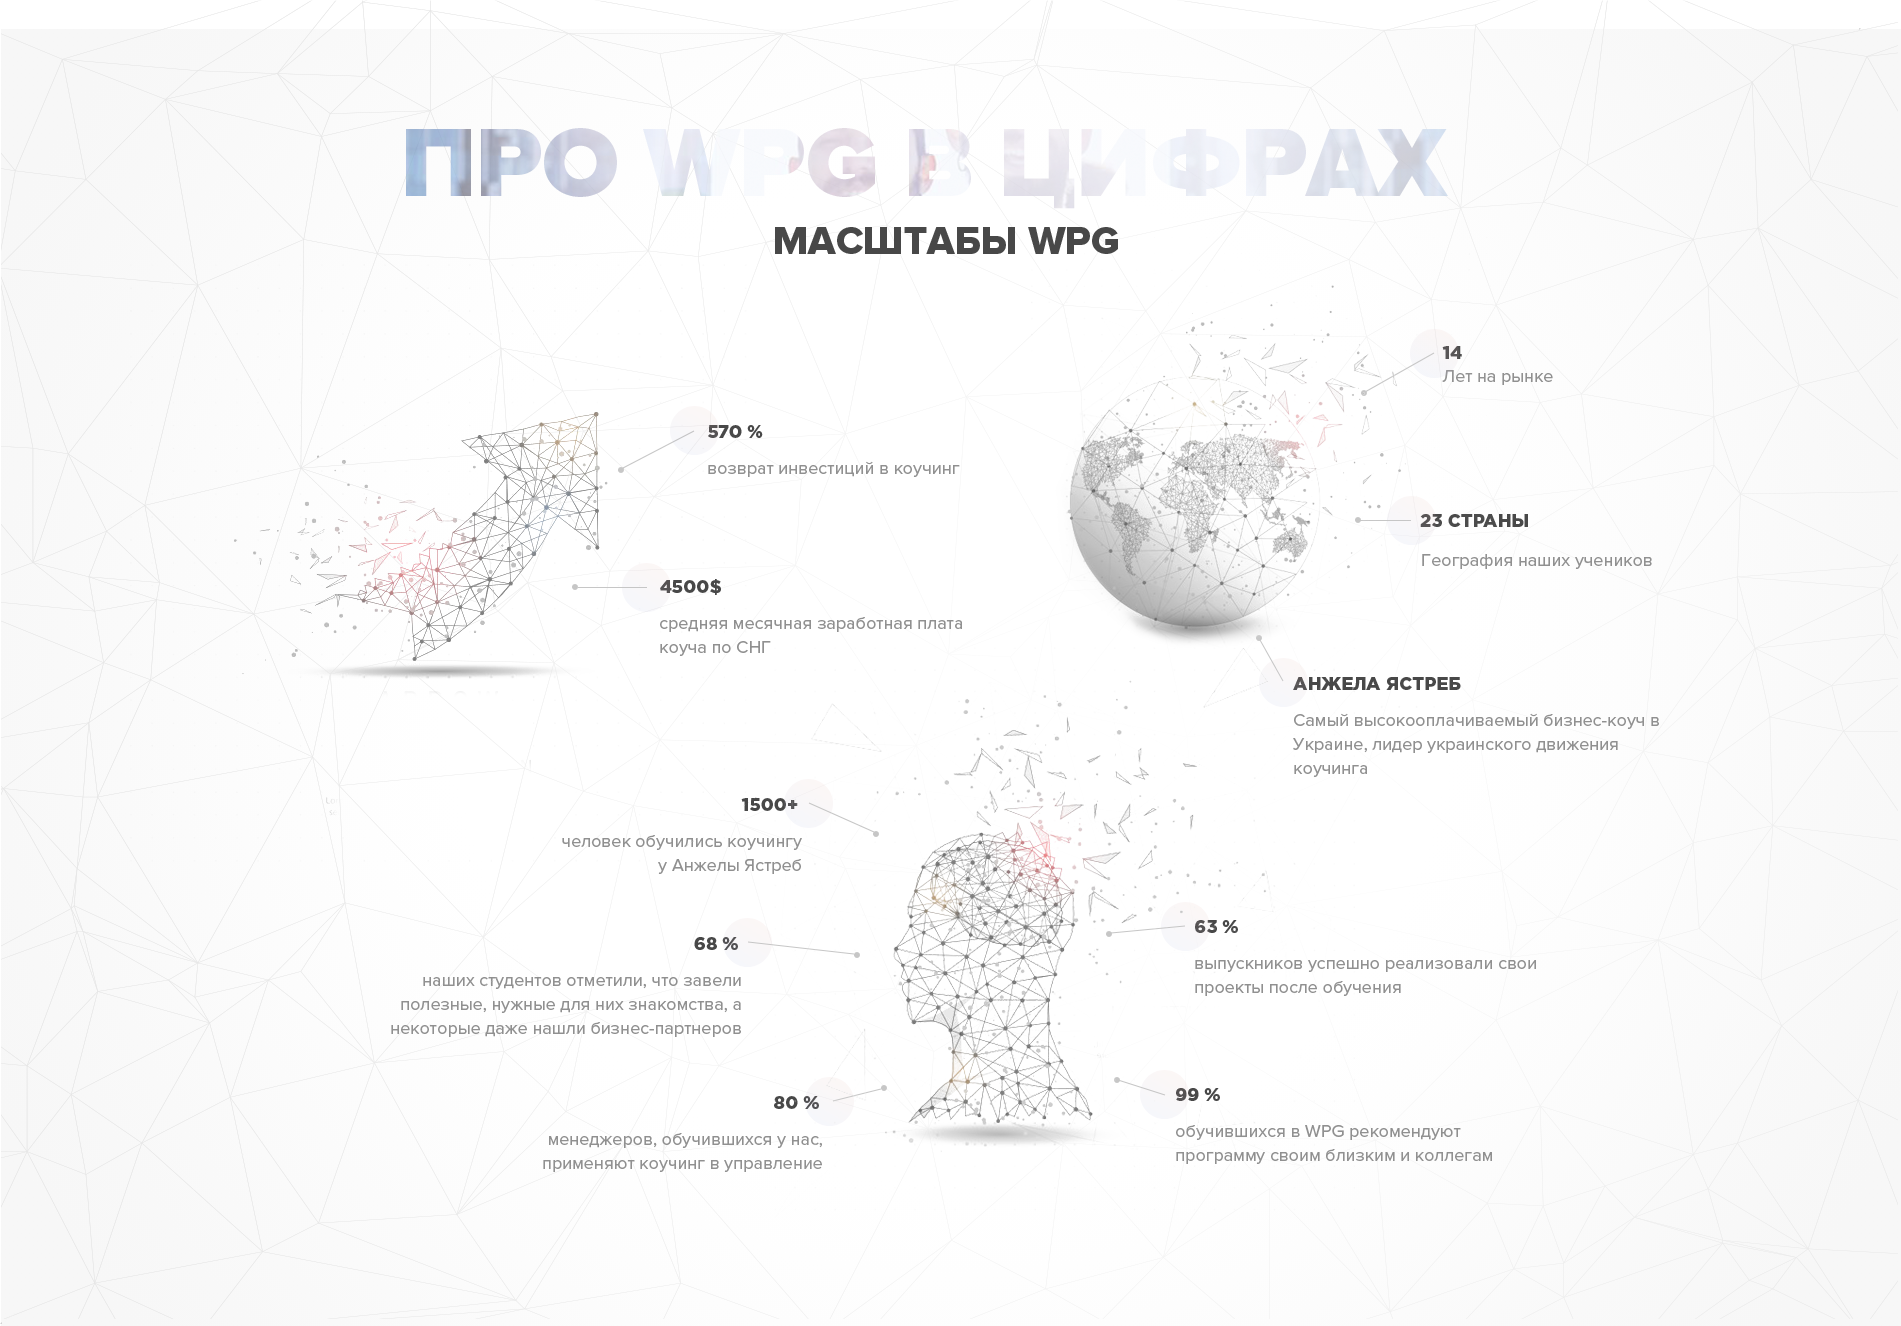 ПРО WPG В ЦИФРАХ
МАСШТАБЫ WPG
14
Лет на рынке
570 %
возврат инвестиций в коучинг
23 СТРАНЫ
География наших учеников
4500$
средняя месячная заработная плата
коуча по СНГ
АНЖЕЛА ЯСТРЕБ
Самый высокооплачиваемый бизнес-коуч в
Украине, лидер украинского движения
коучинга
1500+
человек обучились коучингу
у Анжелы Ястреб
68 %
наших студентов отметили, что завели
полезные, нужные для них знакомства, а
некоторые даже нашли бизнес-партнеров
63 %
выпускников успешно реализовали свои
проекты после обучения
80 %
менеджеров, обучившихся у нас,
применяют коучинг в управление
99 %
обучившихся в WPG рекомендуют
программу своим близким и коллегам